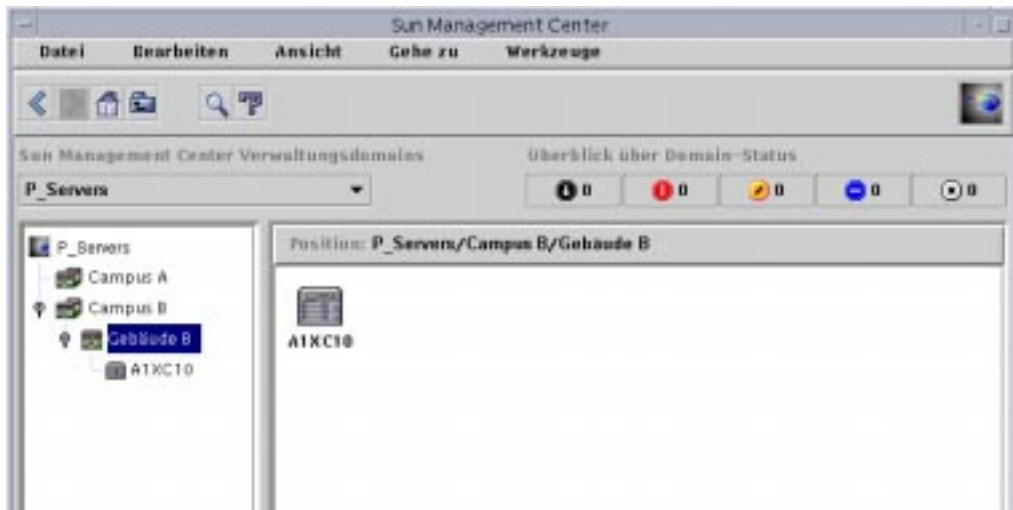 Sun Management Center
Datei Bearbeiten Ansicht Gehe zu Werkzeuge
Sun Management Center Verwaltungsdomains
Überblick über Domain-Status
P_Servers
0 0 0 0 0
P_Servers
Campus A
Campus B
Gebäude B
A1XC10
Position: P_Servers/Campus B/Gebaude B
A1XC10